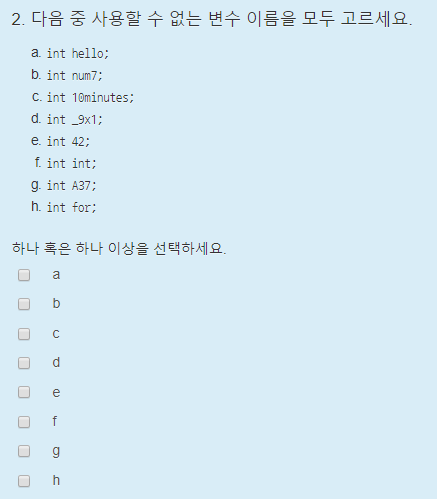 2. 다음 중 사용할 수 없는 변수 이름을 모두 고르세요.
a. int hello;
b. int num7;
c. int 10minutes;
d. int _9x1;
e. int 42;
f. int int;
g. int A37;
h. int for;
하나 혹은 하나 이상을 선택하세요.
a
b
c
d
e
f
g
h